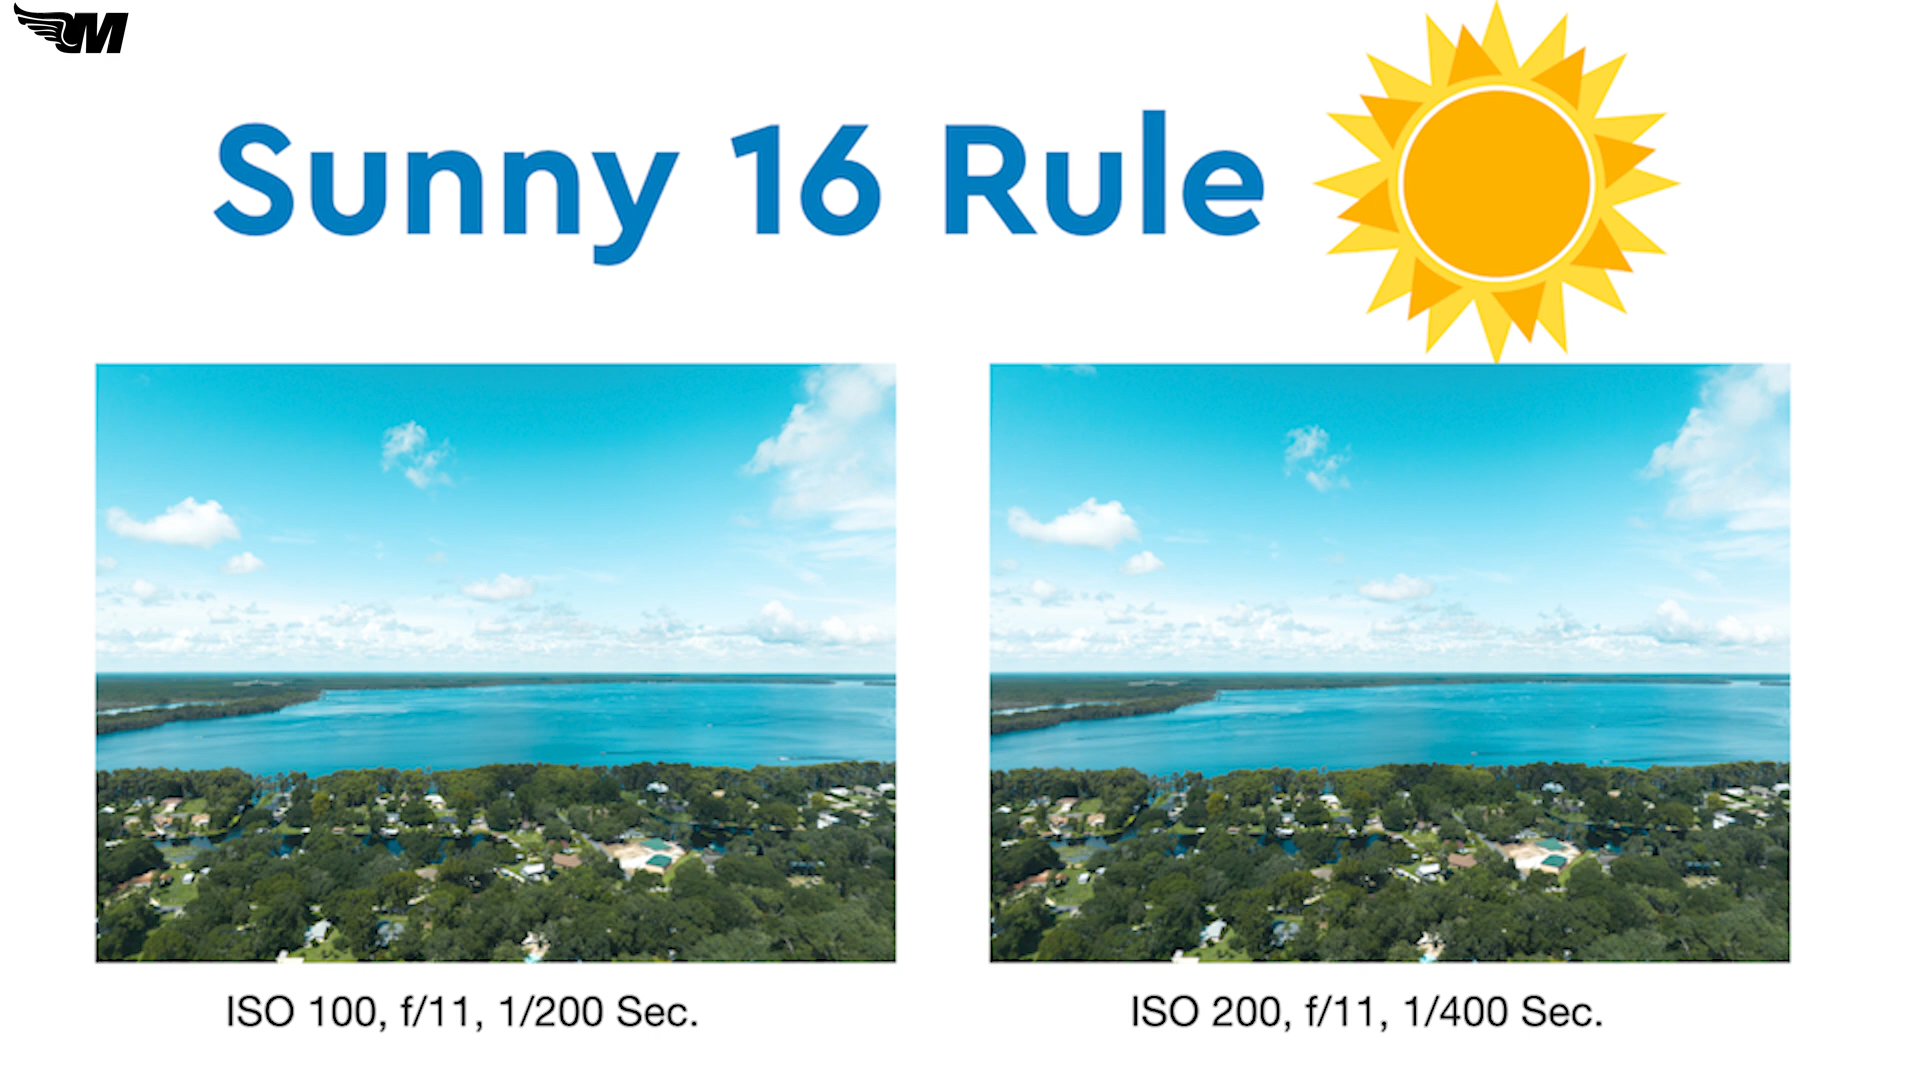 M
Sunny 16 Rule
ISO 100, f/11, 1/200 Sec.
ISO 200, f/11, 1/400 Sec.